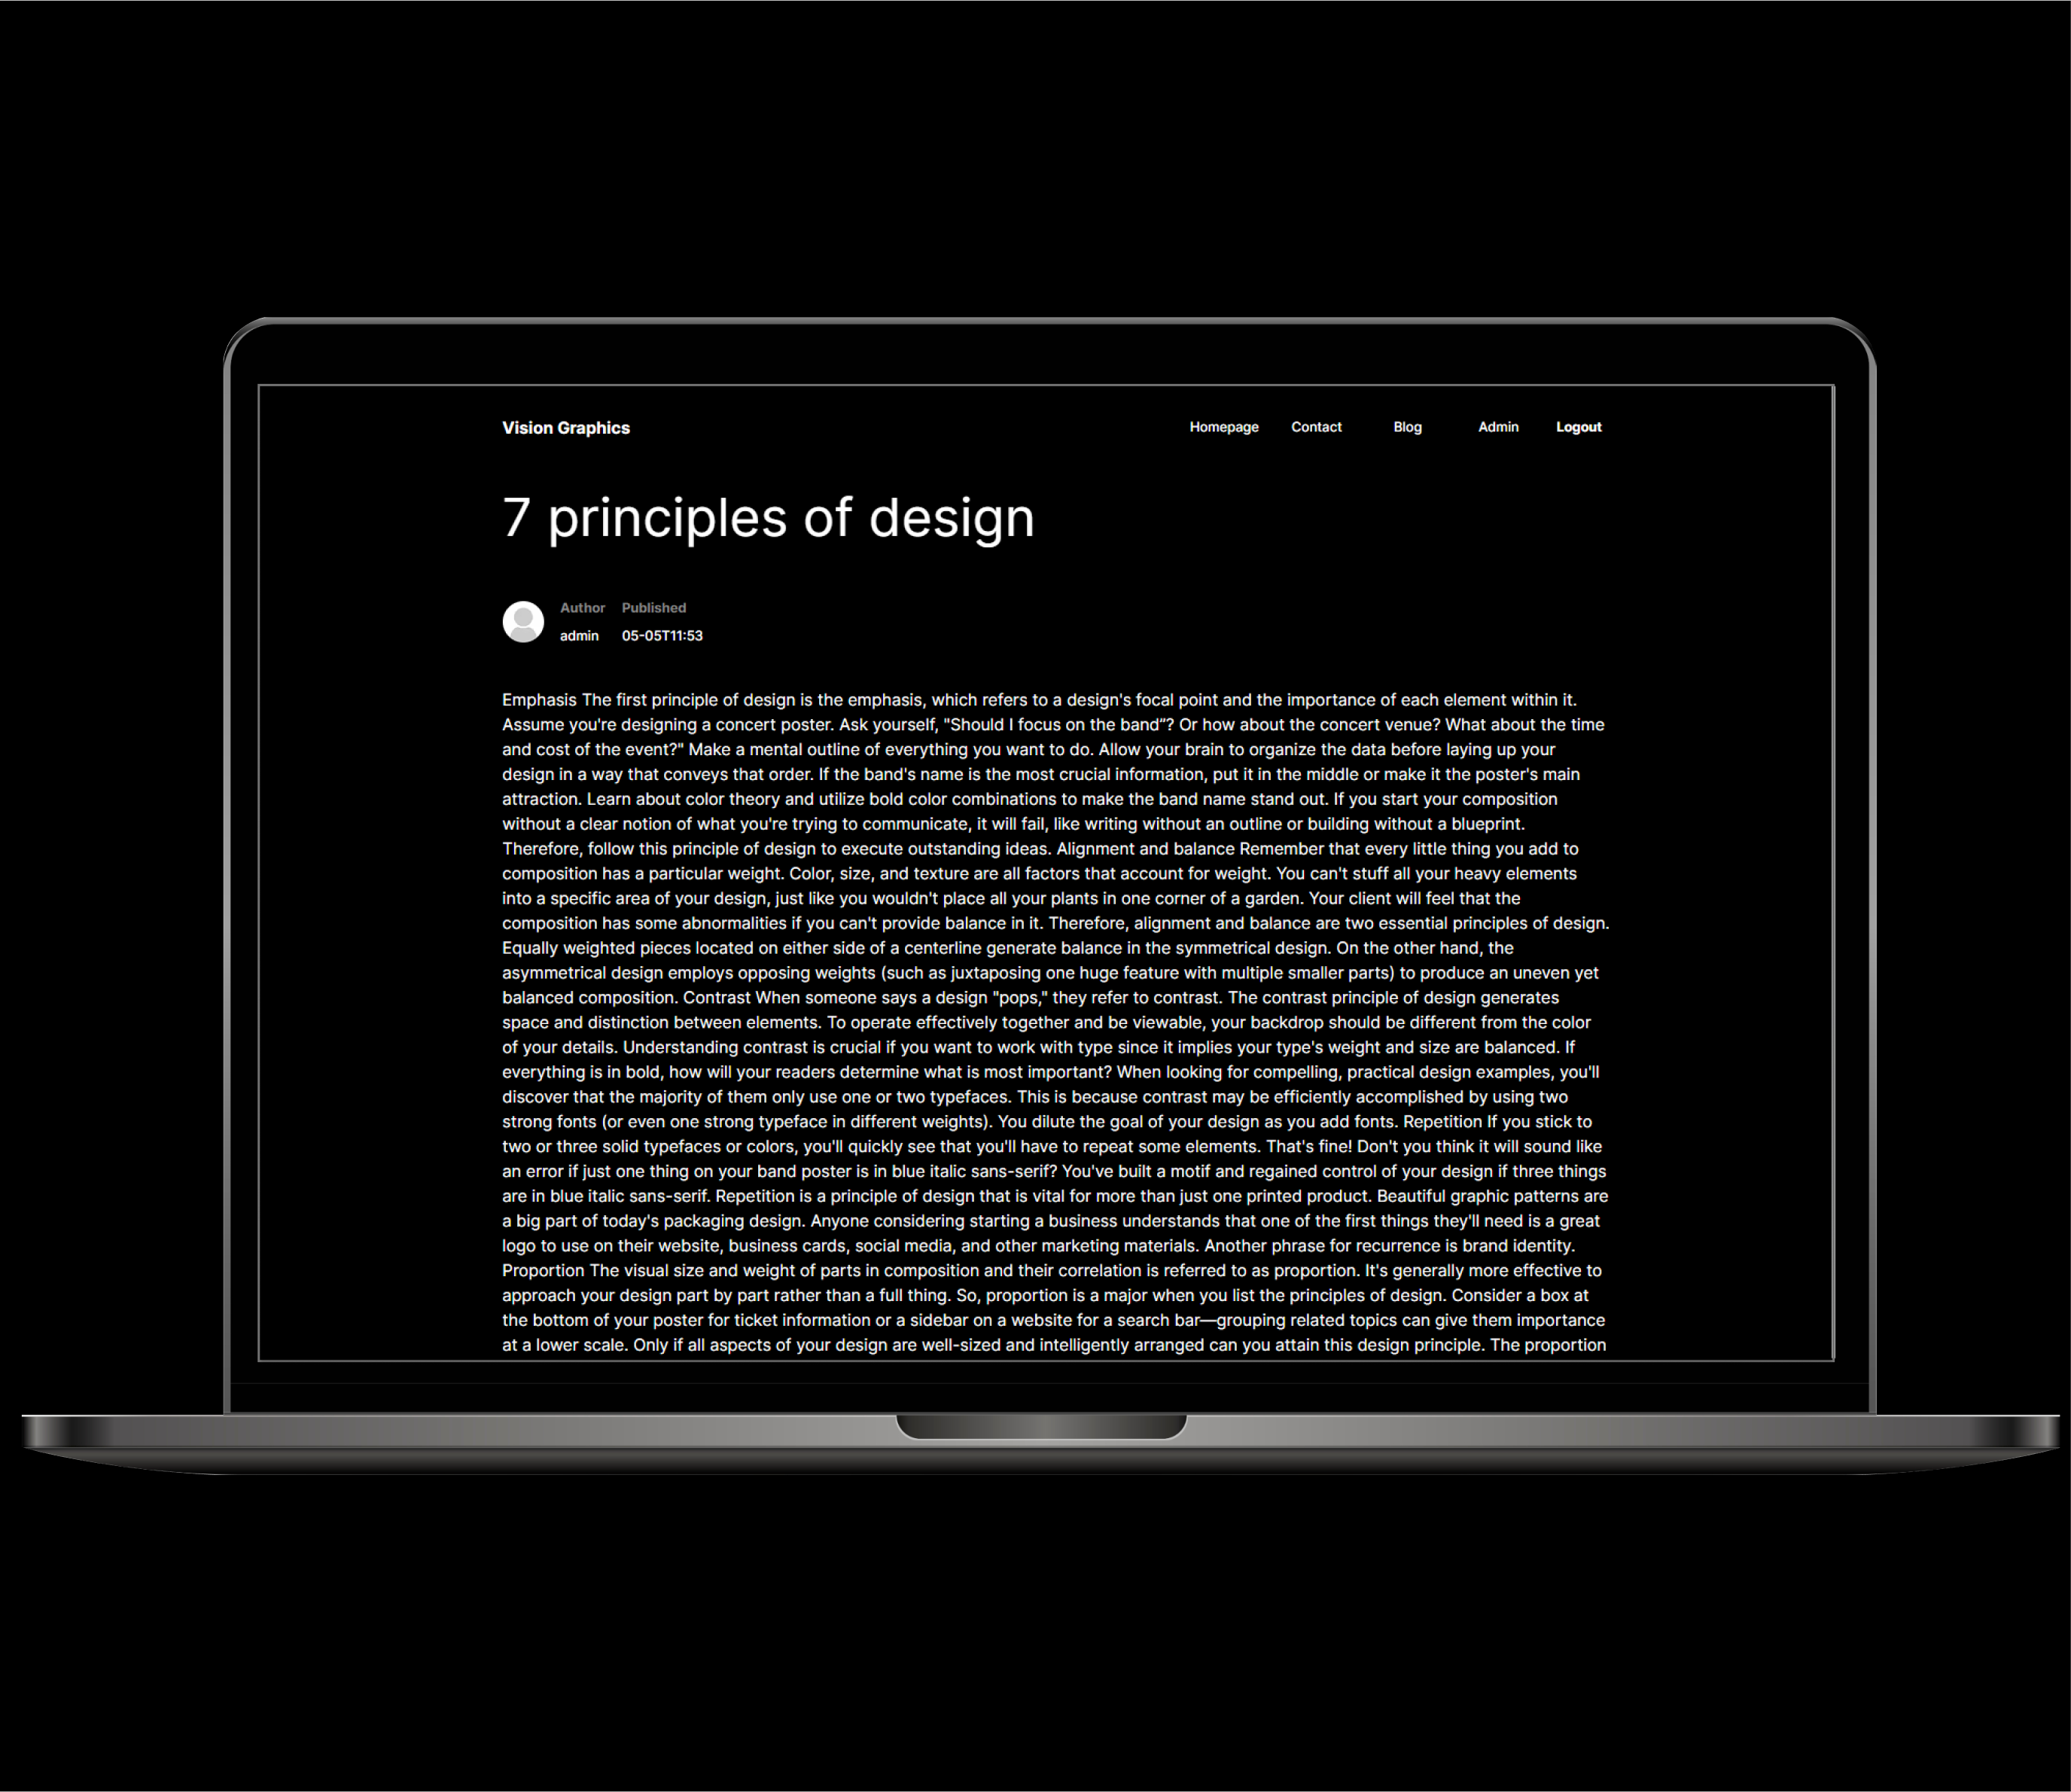 Vision Graphics Homepage Contact Blog Admin Logout
7 principles of design
Author Published
admin 05-05T11:53
Emphasis The first principle of design is the emphasis, which refers to a design's focal point and the importance of each element within it.
Assume you're designing a concert poster. Ask yourself, "Should I focus on the band”? Or how about the concert venue? What about the time
and cost of the event?" Make a mental outline of everything you want to do. Allow your brain to organize the data before laying up your
design in a way that conveys that order. If the band's name is the most crucial information, put it in the middle or make it the poster's main
attraction. Learn about color theory and utilize bold color combinations to make the band name stand out. If you start your composition
without a clear notion of what you're trying to communicate, it will fail, like writing without an outline or building without a blueprint.
Therefore, follow this principle of design to execute outstanding ideas. Alignment and balance Remember that every little thing you add to
composition has a particular weight. Color, size, and texture are all factors that account for weight. You can't stuff all your heavy elements
into a specific area of your design, just like you wouldn't place all your plants in one corner of a garden. Your client will feel that the
composition has some abnormalities if you can't provide balance in it. Therefore, alignment and balance are two essential principles of design.
Equally weighted pieces located on either side of a centerline generate balance in the symmetrical design. On the other hand, the
asymmetrical design employs opposing weights (such as juxtaposing one huge feature with multiple smaller parts) to produce an uneven yet
balanced composition. Contrast When someone says a design "pops," they refer to contrast. The contrast principle of design generates
space and distinction between elements. To operate effectively together and be viewable, your backdrop should be different from the color
of your details. Understanding contrast is crucial if you want to work with type since it implies your type's weight and size are balanced. If
everything is in bold, how will your readers determine what is most important? When looking for compelling, practical design examples, you'll
discover that the majority of them only use one or two typefaces. This is because contrast may be efficiently accomplished by using two
strong fonts (or even one strong typeface in different weights). You dilute the goal of your design as you add fonts. Repetition If you stick to
two or three solid typefaces or colors, you'll quickly see that you'll have to repeat some elements. That's fine! Don't you think it will sound like
an error if just one thing on your band poster is in blue italic sans-serif? You've built a motif and regained control of your design if three things
are in blue italic sans-serif. Repetition is a principle of design that is vital for more than just one printed product. Beautiful graphic patterns are
a big part of today's packaging design. Anyone considering starting a business understands that one of the first things they'll need is a great
logo to use on their website, business cards, social media, and other marketing materials. Another phrase for recurrence is brand identity.
Proportion The visual size and weight of parts in composition and their correlation is referred to as proportion. It's generally more effective to
approach your design part by part rather than a full thing. So, proportion is a major when you list the principles of design. Consider a box at
the bottom of your poster for ticket information or a sidebar on a website for a search bar—grouping related topics can give them importance
at a lower scale. Only if all aspects of your design are well-sized and intelligently arranged can you attain this design principle. The proportion